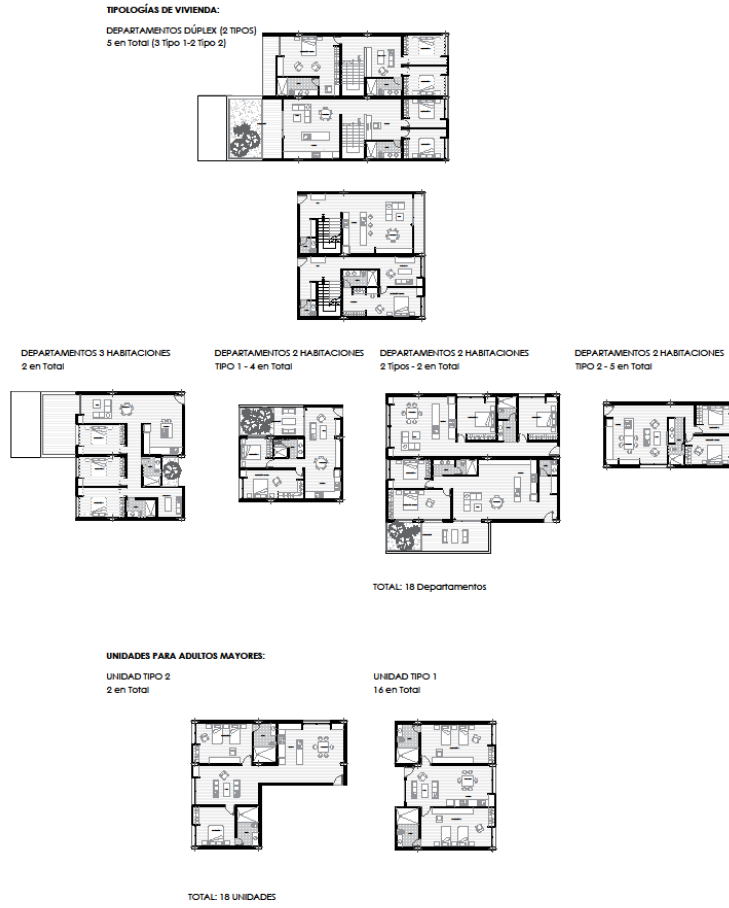 TIPOLOGÍAS DE VIVIENDA:
DEPARTAMENTOS DÚPLEX (2 TIPOS)
5 en Total (3 Tipo 1-2 Tipo 2)
DEPARTAMENTOS 3 HABITACIONES
2 en Total
DEPARTAMENTOS 2 HABITACIONES
TIPO 1 - 4 en Total
DEPARTAMENTOS 2 HABITACIONES
2 Tipos - 2 en Total
DEPARTAMENTOS 2 HABITACIONES
TIPO 2 - 5 en Total
TOTAL: 18 Departamentos
UNIDADES PARA ADULTOS MAYORES:
UNIDAD TIPO 2
2 en Total
UNIDAD TIPO 1
16 en Total
TOTAL: 18 UNIDADES